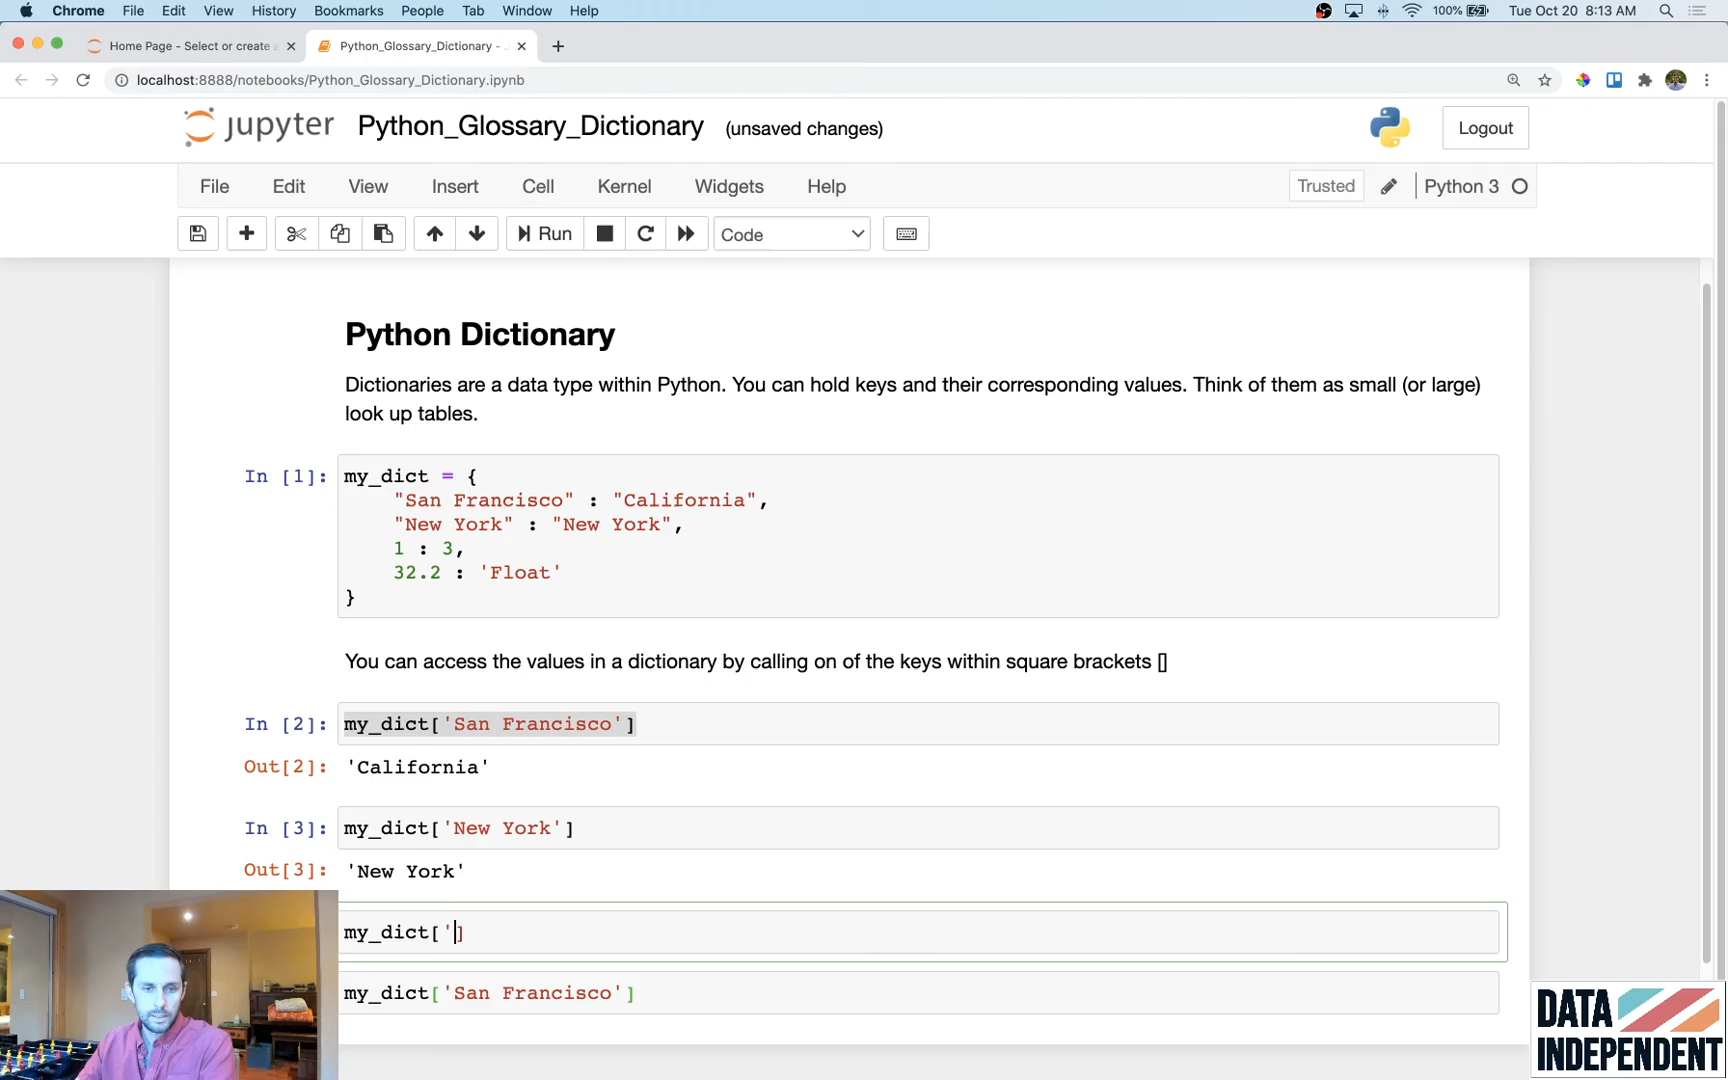 Chrome File Edit View History Bookmarks People Tab Window Help 100% Tue Oct 20 8:13 AM
Home Page - Select or create a Python_Glossary_Dictionary -
localhost:8888/notebooks/Python_Glossary_Dictionary.ipynb
jupyter Python_Glossary_Dictionary (unsaved changes) Logout
File Edit View Insert Cell Kernel Widgets Help Trusted Python 3
Run Code
Python Dictionary
Dictionaries are a data type within Python. You can hold keys and their corresponding values. Think of them as small (or large)
look up tables.
In [1]: my_dict = {
"San Francisco" : "California",
"New York" : "New York",
1 : 3,
32.2 : 'Float'
}
You can access the values in a dictionary by calling on of the keys within square brackets []
In [2]: my_dict['San Francisco']
Out[2]: 'California'
In [3]: my_dict['New York']
Out[3]: 'New York'
my_dict[']
my_dict['San Francisco']
DATA
INDEPENDENT